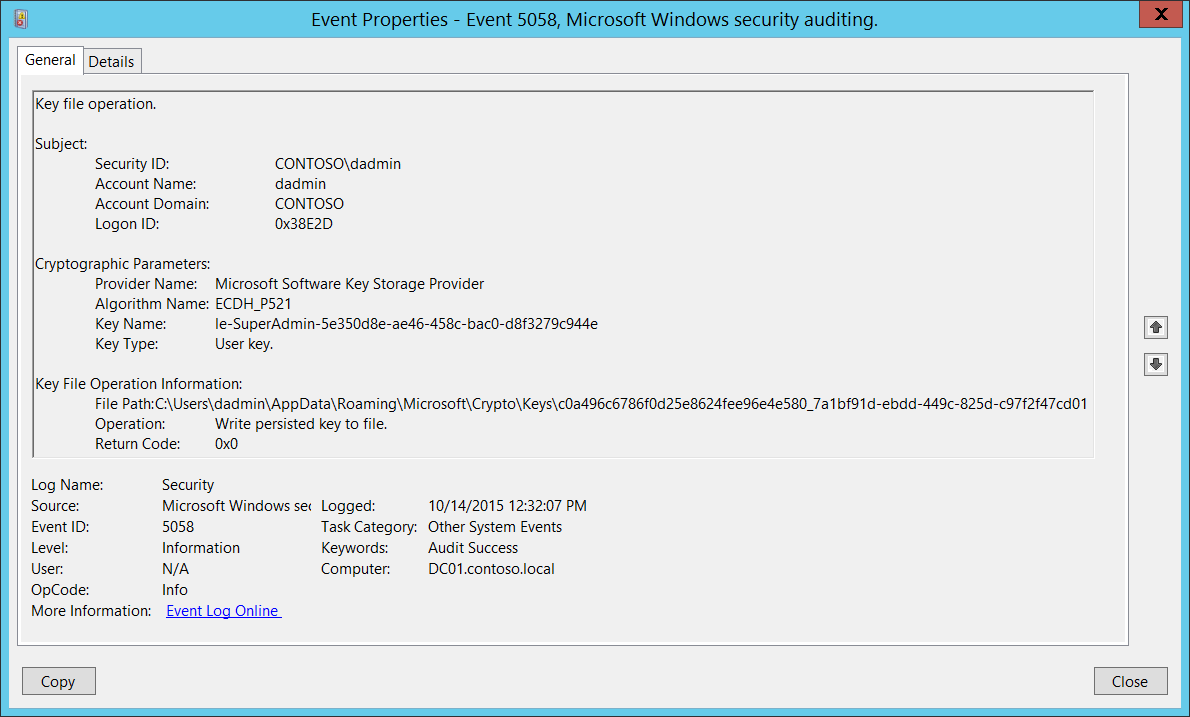 Event Properties - Event 5058, Microsoft Windows security auditing.
X
General Details
Key file operation.
Subject:
Security ID: CONTOSO\dadmin
Account Name: dadmin
Account Domain: CONTOSO
Logon ID: 0x38E2D
Cryptographic Parameters:
Provider Name: Microsoft Software Key Storage Provider
Algorithm Name: ECDH_P521
Key Name: le-SuperAdmin-5e350d8e-ae46-458c-bac0-d8f3279c944e
Key Type: User key.
Key File Operation Information:
File Path:C:\Users\dadmin\AppData\Roaming\Microsoft\Crypto\Keys\c0a496c6786f0d25e8624fee96e4e580_7a1bf91d-ebdd-449c-825d-c97f2f47cd01
Operation: Write persisted key to file.
Return Code: 0x0
Log Name: Security
Source: Microsoft Windows sec Logged: 10/14/2015 12:32:07 PM
Event ID: 5058 Task Category: Other System Events
Level: Information Keywords: Audit Success
User: N/A Computer: DC01.contoso.local
OpCode: Info
More Information: Event Log Online
Copy Close